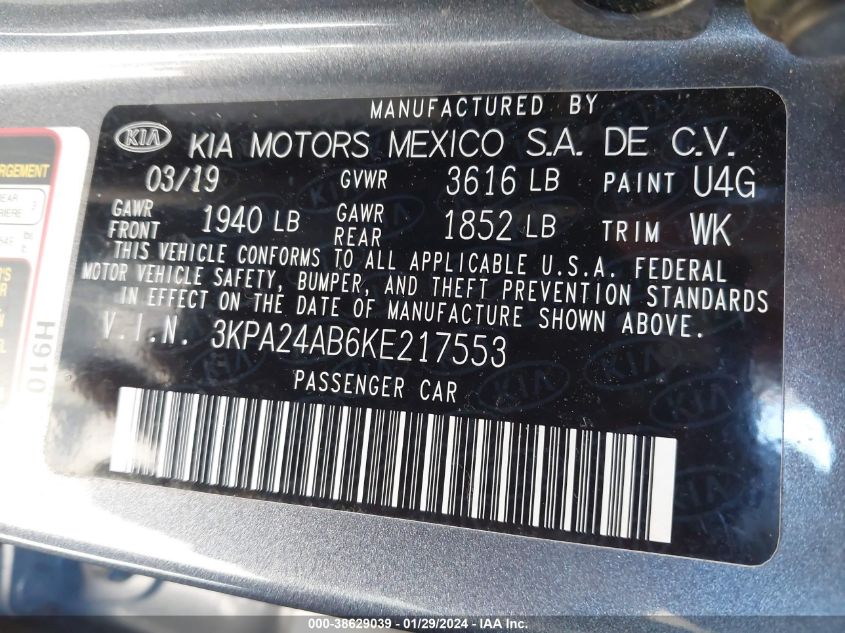 MANUFACTURED BY
KIA KIA MOTORS MEXICO S.A. DE C.V.
03/19 GVWR 3616 LB PAINT U4G
GAWR FRONT 1940 LB GAWR REAR 1852 LB TRIM WK
THIS VEHICLE CONFORMS TO ALL APPLICABLE U.S.A. FEDERAL
MOTOR VEHICLE SAFETY, BUMPER, AND THEFT PREVENTION STANDARDS
IN EFFECT ON THE DATE OF MANUFACTURE SHOWN ABOVE.
V.I.N. 3KPA24AB6KE217553
PASSENGER CAR
H910
000-38629039 - 01/29/2024 - IAA Inc.